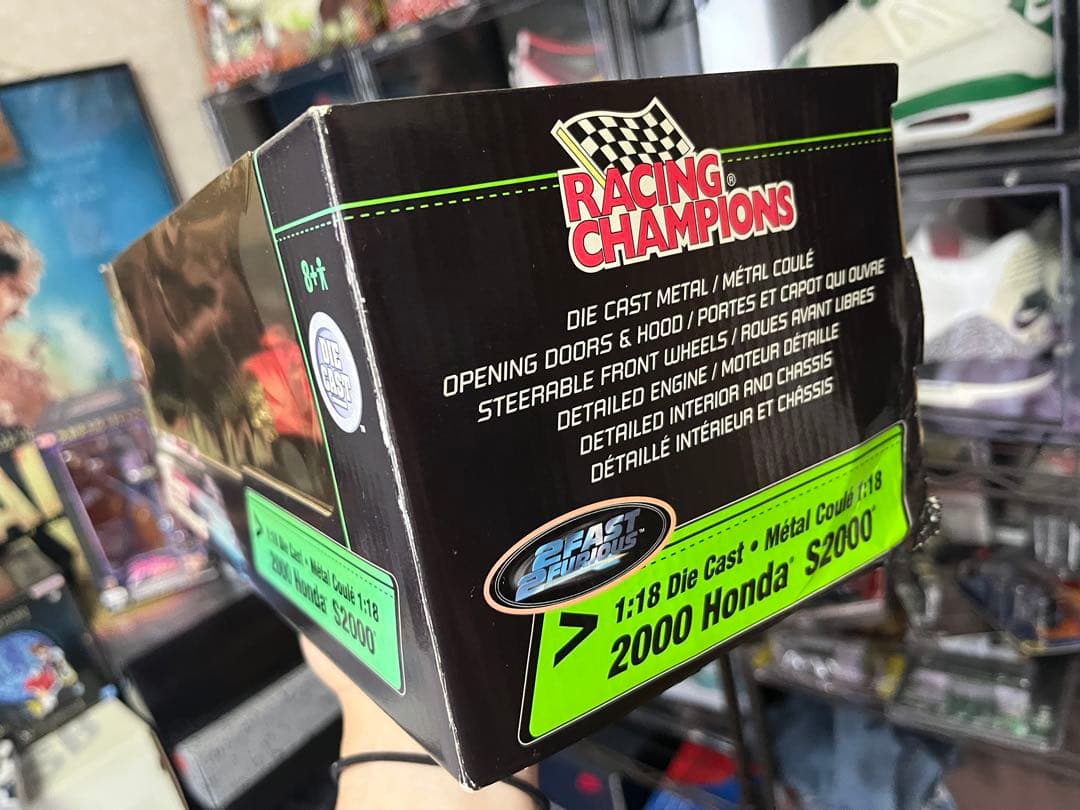 RACING®
CHAMPIONS
DIE CAST METAL / MÉTAL COULÉ
OPENING DOORS & HOOD / PORTES ET CAPOT QUI OUVRE
STEERABLE FRONT WHEELS / ROUES AVANT LIBRES
DETAILED ENGINE / MOTEUR DÉTAILLE
DETAILED INTERIOR AND CHASSIS
DÉTAILLÉ INTÉRIEUR ET CHÂSSIS
2 FAST
2 FURIOUS™
> 1:18 Die Cast • Métal Coulé 1:18
2000 Honda® S2000®
8+
DIE
CAST
> 1:18 Die Cast • Métal Coulé 1:18
2000 Honda® S2000®